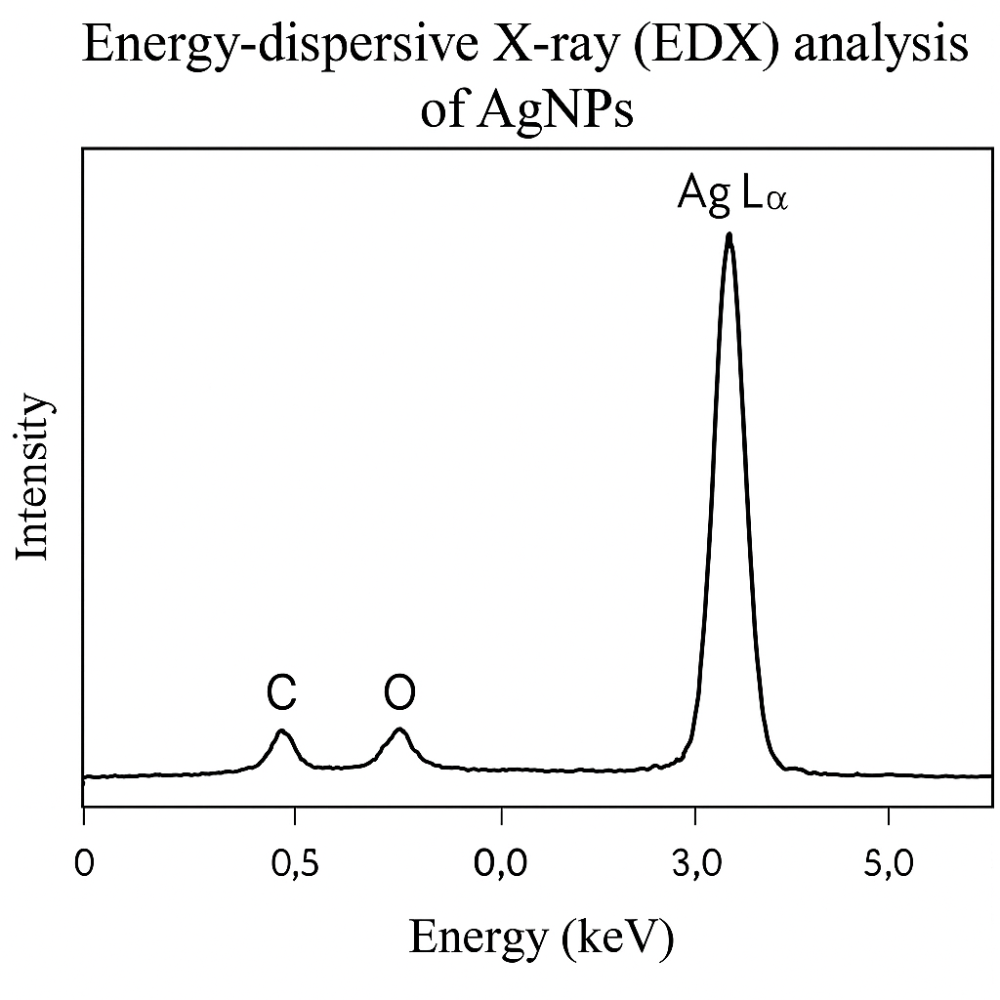 Energy-dispersive X-ray (EDX) analysis
of AgNPs
Ag Lα
Intensity
C
O
0
0,5
0,0
3,0
5,0
Energy (keV)